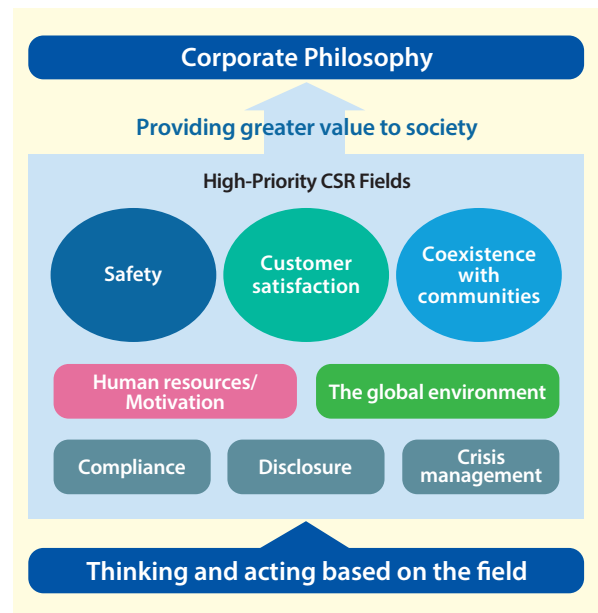 Corporate Philosophy
Providing greater value to society
High-Priority CSR Fields
Safety
Customer
satisfaction
Coexistence
with
communities
Human resources/
Motivation
The global environment
Compliance
Disclosure
Crisis
management
Thinking and acting based on the field